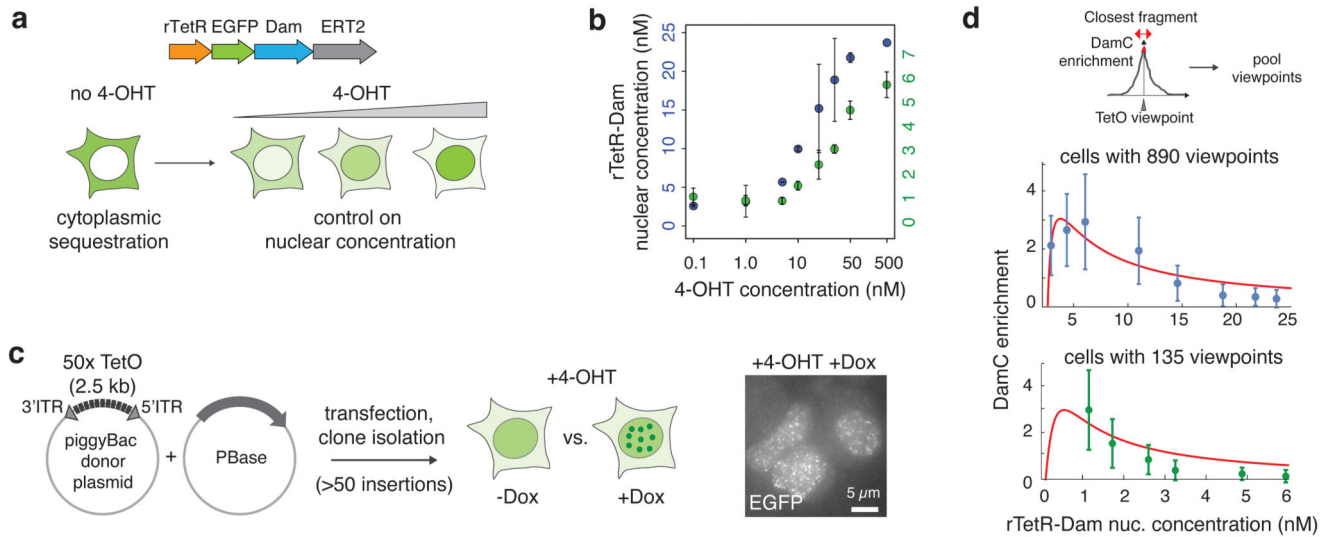 a
rTetR EGFP Dam ERT2
no 4-OHT
4-OHT
cytoplasmic
sequestration
control on
nuclear concentration
b
rTetR-Dam
nuclear concentration (nM)
25
20
15
10
5
0
7
6
5
4
3
2
1
0
0.1 1.0 10 50 500
4-OHT concentration (nM)
c
50x TetO
(2.5 kb)
3'ITR 5'ITR
piggyBac
donor
plasmid
+
PBase
transfection,
clone isolation
(>50 insertions)
+4-OHT
vs.
-Dox +Dox
+4-OHT +Dox
EGFP
5 µm
d
Closest fragment
DamC
enrichment
TetO viewpoint
pool
viewpoints
DamC enrichment
cells with 890 viewpoints
4
2
0
5 10 15 20 25
cells with 135 viewpoints
4
2
0
0 1 2 3 4 5 6
rTetR-Dam nuc. concentration (nM)